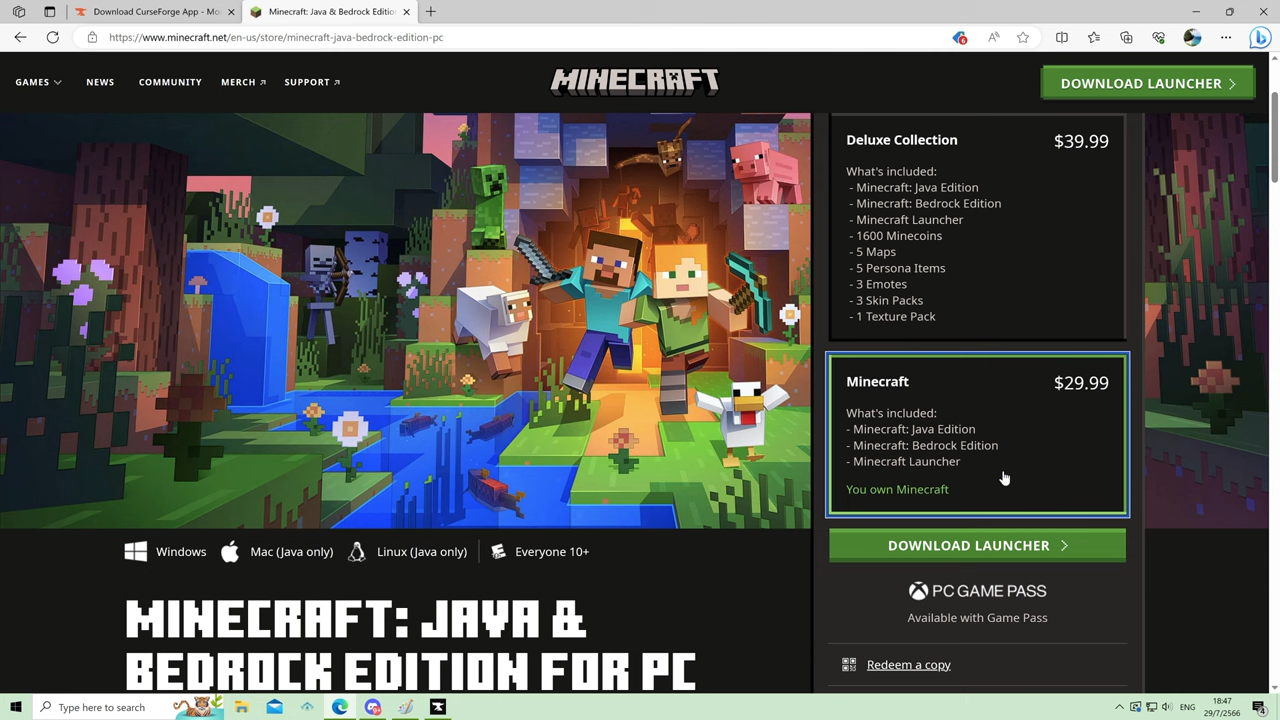 Download CurseForge App - Mo
Minecraft: Java & Bedrock Editio
https://www.minecraft.net/en-us/store/minecraft-java-bedrock-edition-pc
6
GAMES
NEWS
COMMUNITY
MERCH
SUPPORT
MINECRAFT
DOWNLOAD LAUNCHER
Deluxe Collection
$39.99
What's included:
- Minecraft: Java Edition
- Minecraft: Bedrock Edition
- Minecraft Launcher
- 1600 Minecoins
- 5 Maps
- 5 Persona Items
- 3 Emotes
- 3 Skin Packs
- 1 Texture Pack
Minecraft
$29.99
What's included:
- Minecraft: Java Edition
- Minecraft: Bedrock Edition
- Minecraft Launcher
You own Minecraft
DOWNLOAD LAUNCHER
PC GAME PASS
Available with Game Pass
Redeem a copy
Windows
Mac (Java only)
Linux (Java only)
Everyone 10+
MINECRAFT: JAVA &
BEDROCK EDITION FOR PC
Type here to search
ENG
18:47
29/7/2566
4